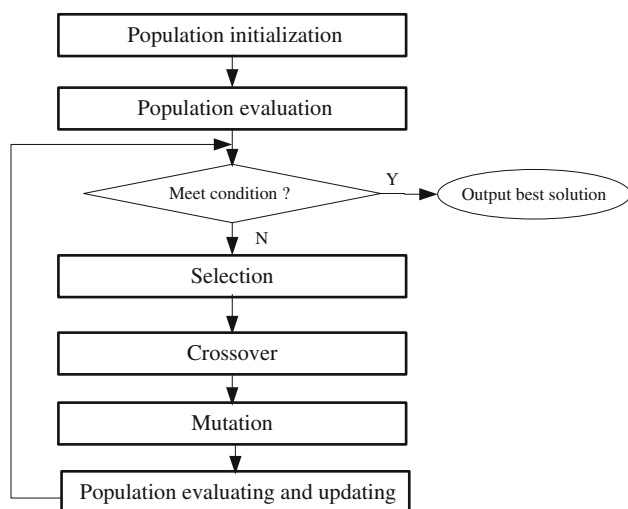 Population initialization
Population evaluation
Meet condition ?
Y
Output best solution
N
Selection
Crossover
Mutation
Population evaluating and updating